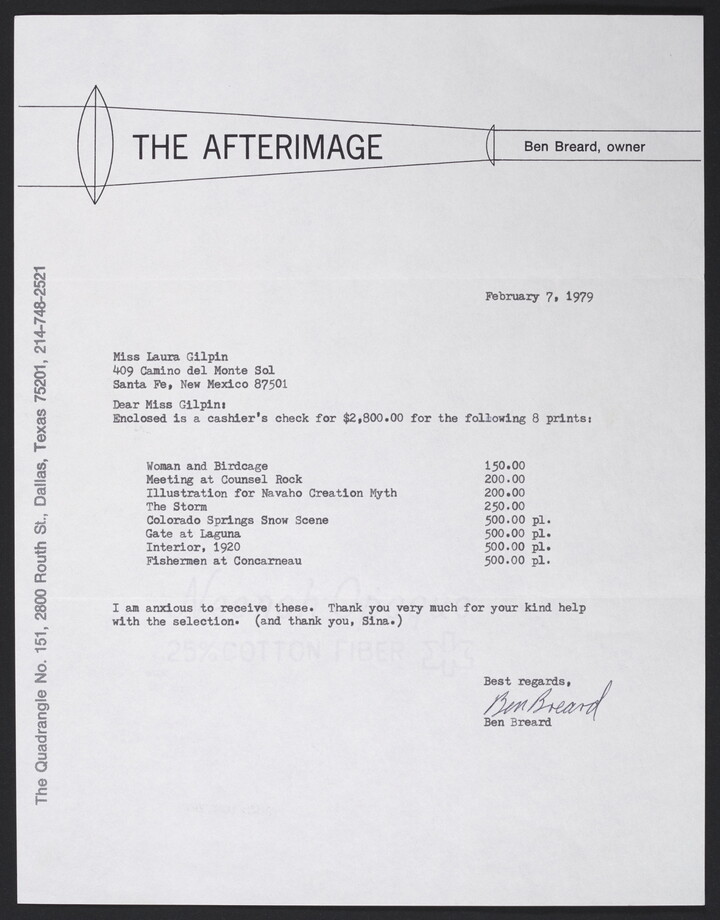 THE AFTERIMAGE
Ben Breard, owner
The Quadrangle No. 151, 2800 Routh St., Dallas, Texas 75201, 214-748-2521
February 7, 1979
Miss Laura Gilpin
409 Camino del Monte Sol
Santa Fe, New Mexico 87501
Dear Miss Gilpin:
Enclosed is a cashier's check for $2,800.00 for the following 8 prints:
Woman and Birdcage 150.00
Meeting at Counsel Rock 200.00
Illustration for Navaho Creation Myth 200.00
The Storm 250.00
Colorado Springs Snow Scene 500.00 pl.
Gate at Laguna 500.00 pl.
Interior, 1920 500.00 pl.
Fishermen at Concarneau 500.00 pl.
I am anxious to receive these. Thank you very much for your kind help
with the selection. (and thank you, Sina.)
25% COTTON FIBER
Best regards,
Ben Breard
Ben Breard